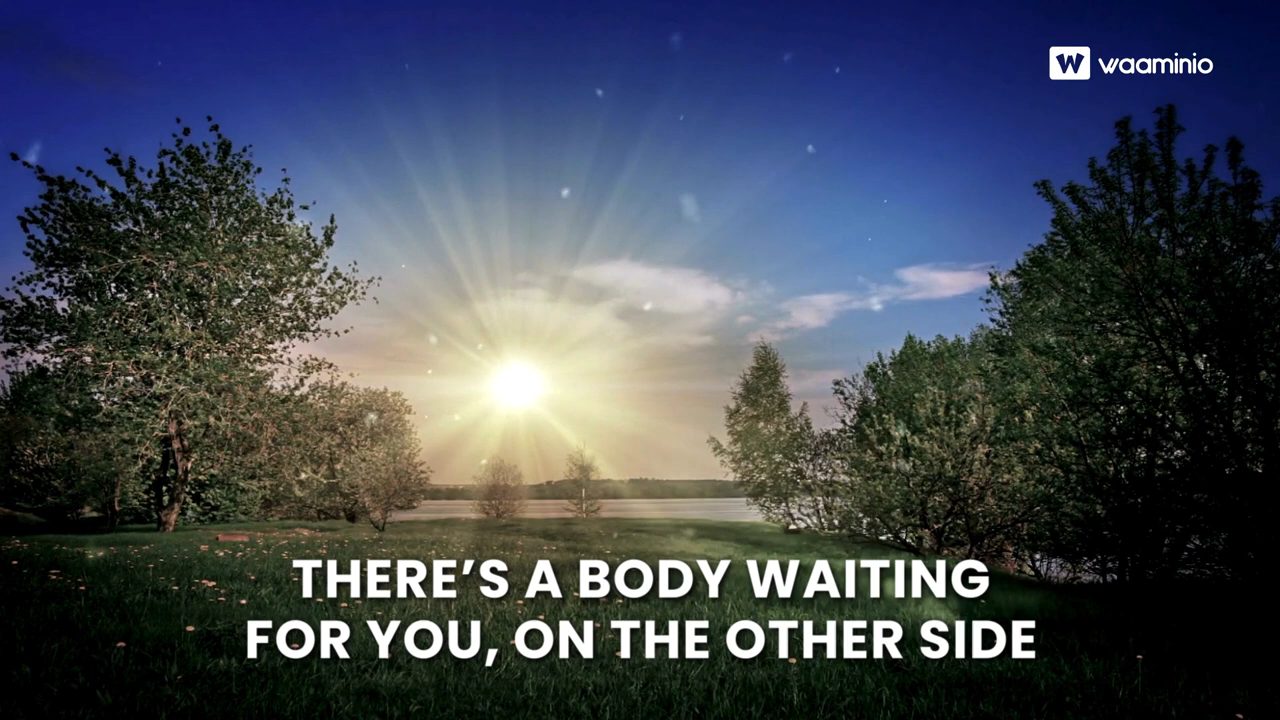 W waaminio
THERE’S A BODY WAITING
FOR YOU, ON THE OTHER SIDE